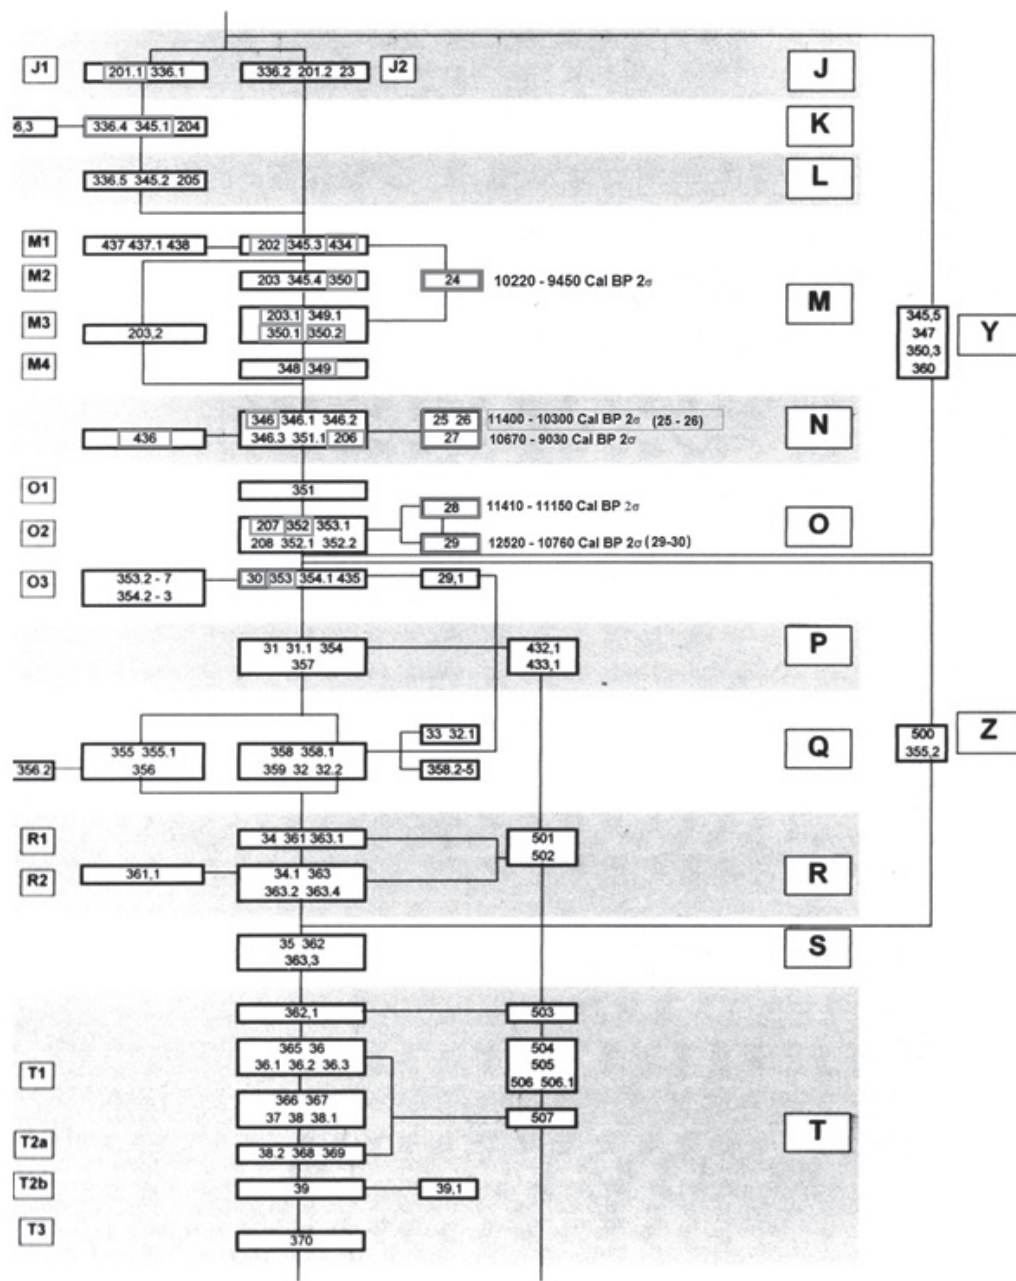 J1
201.1 336.1
336.2 201.2 23
J2
J
6,3
336.4 345.1 204
K
336.5 345.2 205
L
M1
437 437.1 438
202 345.3 434
M2
203 345.4 350
24
10220 - 9450 Cal BP 2σ
M
M3
203,2
203.1 349.1
350.1 350.2
M4
348 349
345,5
347
350,3
360
Y
346 346.1 346.2
346.3 351.1 206
436
25 26
11400 - 10300 Cal BP 2σ (25 - 26)
27
10670 - 9030 Cal BP 2σ
N
O1
351
O2
207 352 353.1
208 352.1 352.2
28
11410 - 11150 Cal BP 2σ
29
12520 - 10760 Cal BP 2σ (29-30)
O
O3
353.2 - 7
354.2 - 3
30 353 354.1 435
29,1
31 31.1 354
357
432,1
433,1
P
356.2
355 355.1
356
358 358.1
359 32 32.2
33 32.1
358.2-5
Q
500
355,2
Z
R1
34 361 363.1
501
502
R2
361,1
34.1 363
363.2 363.4
R
35 362
363,3
S
362,1
503
T1
365 36
36.1 36.2 36.3
504
505
506 506.1
366 367
37 38 38.1
507
T
T2a
38.2 368 369
T2b
39
39,1
T3
370